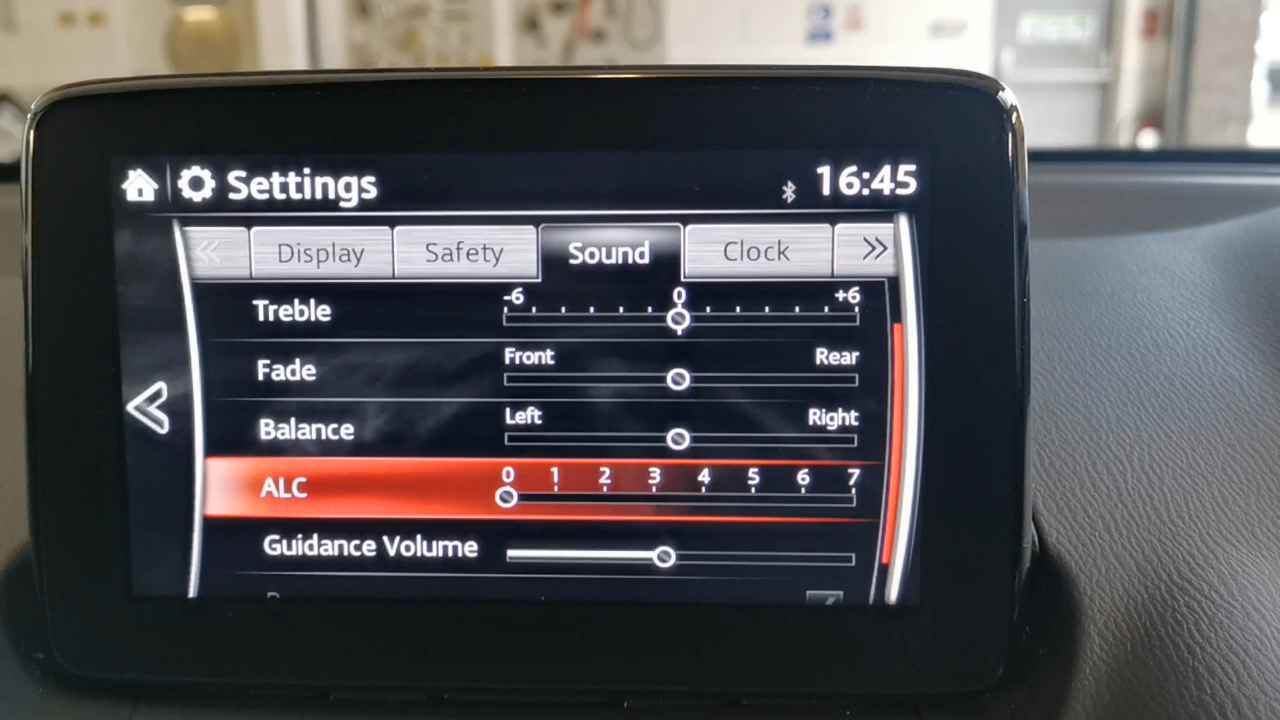 Settings
16:45
Display Safety Sound Clock
-6 0 +6
Treble
Front Rear
Fade
Left Right
Balance
0 1 2 3 4 5 6 7
ALC
Guidance Volume